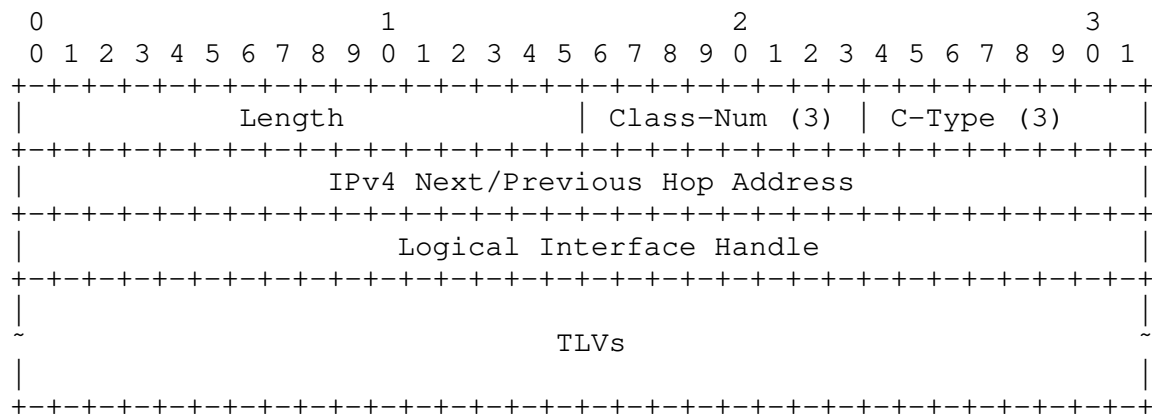 0                   1                   2                   3
 0 1 2 3 4 5 6 7 8 9 0 1 2 3 4 5 6 7 8 9 0 1 2 3 4 5 6 7 8 9 0 1
+-+-+-+-+-+-+-+-+-+-+-+-+-+-+-+-+-+-+-+-+-+-+-+-+-+-+-+-+-+-+-+-+
|            Length             | Class-Num (3) | C-Type (3)    |
+-+-+-+-+-+-+-+-+-+-+-+-+-+-+-+-+-+-+-+-+-+-+-+-+-+-+-+-+-+-+-+-+
|                 IPv4 Next/Previous Hop Address                |
+-+-+-+-+-+-+-+-+-+-+-+-+-+-+-+-+-+-+-+-+-+-+-+-+-+-+-+-+-+-+-+-+
|                     Logical Interface Handle                  |
+-+-+-+-+-+-+-+-+-+-+-+-+-+-+-+-+-+-+-+-+-+-+-+-+-+-+-+-+-+-+-+-+
|                                                               |
~                              TLVs                             ~
|                                                               |
+-+-+-+-+-+-+-+-+-+-+-+-+-+-+-+-+-+-+-+-+-+-+-+-+-+-+-+-+-+-+-+-+